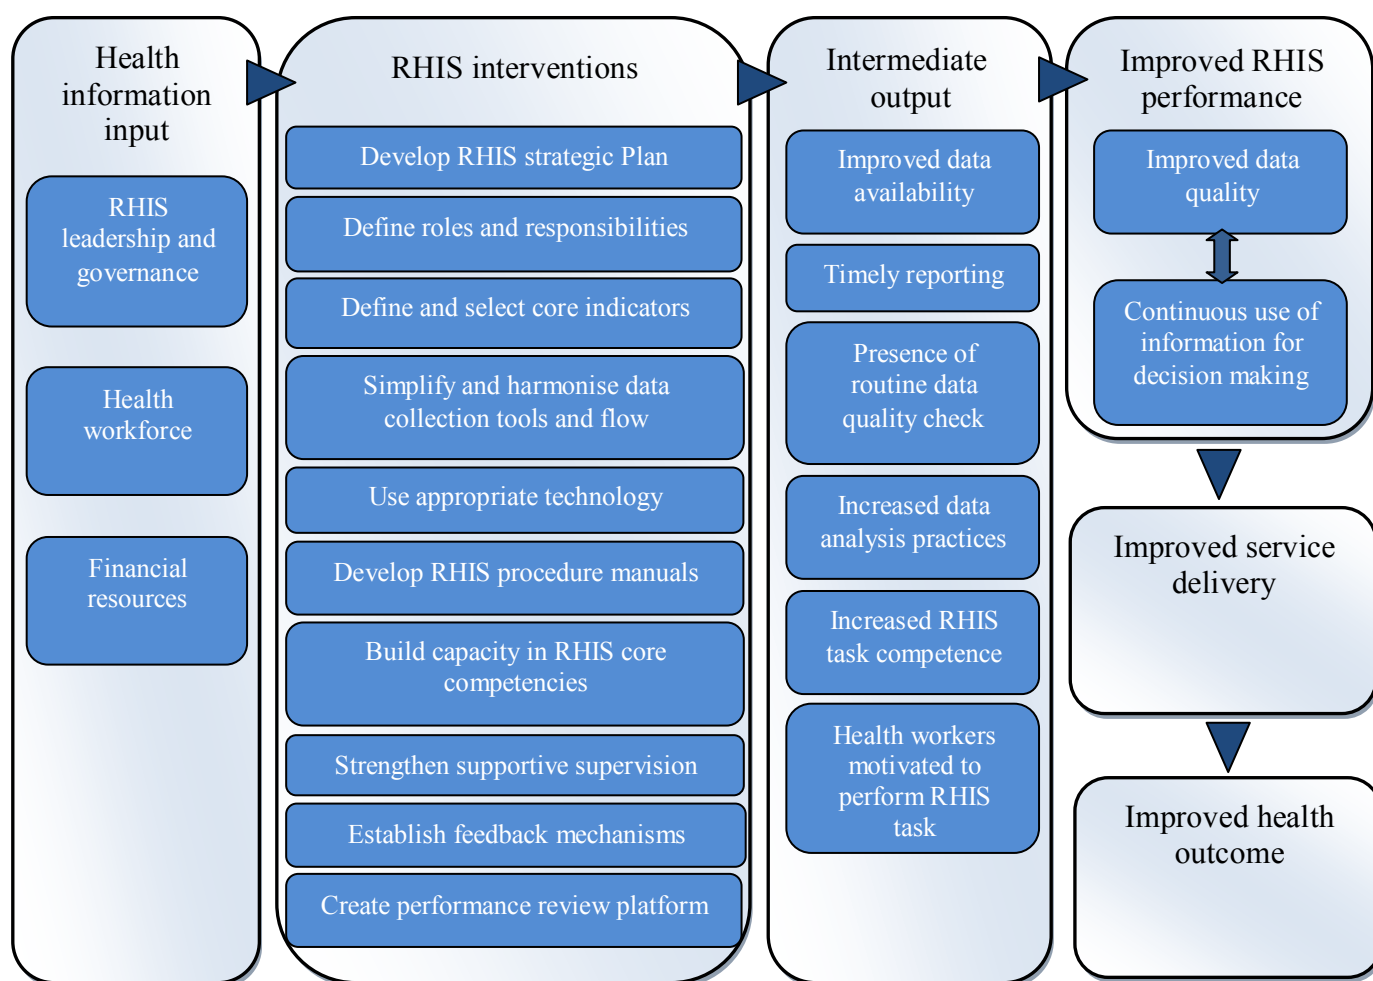 Health
information
input
RHIS
leadership and
governance
Health
workforce
Financial
resources
RHIS interventions
Develop RHIS strategic Plan
Define roles and responsibilities
Define and select core indicators
Simplify and harmonise data
collection tools and flow
Use appropriate technology
Develop RHIS procedure manuals
Build capacity in RHIS core
competencies
Strengthen supportive supervision
Establish feedback mechanisms
Create performance review platform
Intermediate
output
Improved data
availability
Timely reporting
Presence of
routine data
quality check
Increased data
analysis practices
Increased RHIS
task competence
Health workers
motivated to
perform RHIS
task
Improved RHIS
performance
Improved data
quality
Continuous use of
information for
decision making
Improved service
delivery
Improved health
outcome